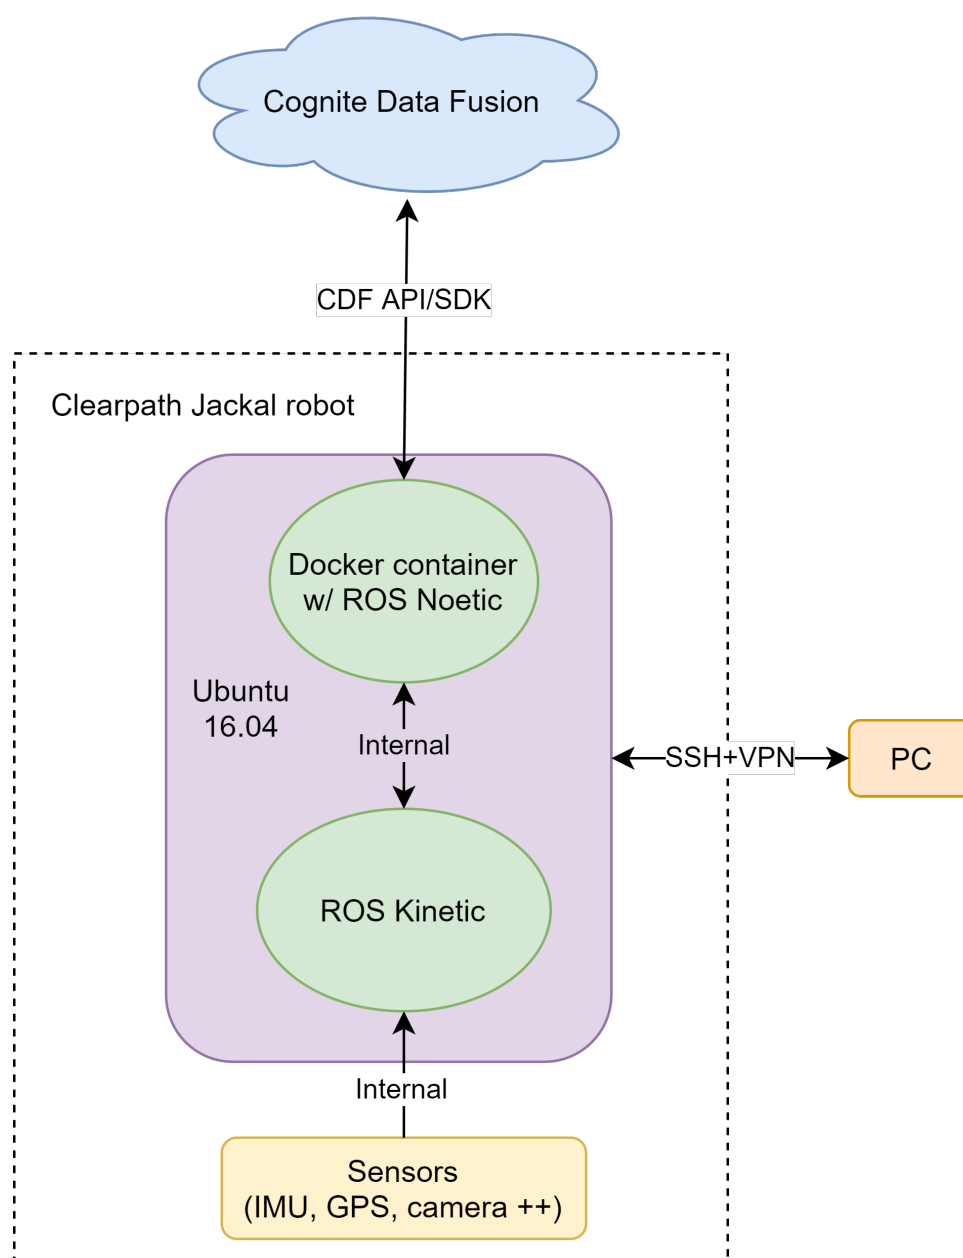 Cognite Data Fusion
CDF API/SDK
Clearpath Jackal robot
Docker container
w/ ROS Noetic
Ubuntu
16.04
Internal
SSH+VPN
PC
ROS Kinetic
Internal
Sensors
(IMU, GPS, camera ++)